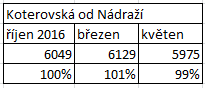 Koterovská od Nádraží
říjen 2016 březen květen
6049 6129 5975
100% 101% 99%